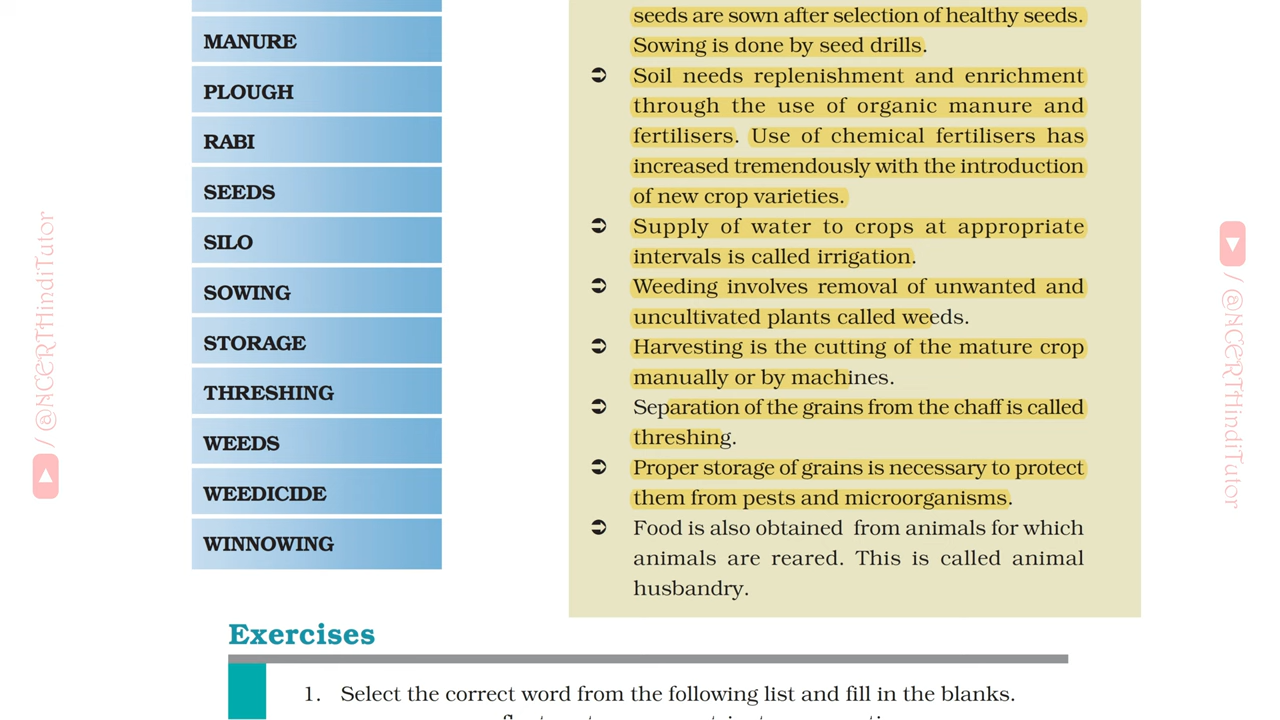 MANURE
PLOUGH
RABI
SEEDS
SILO
SOWING
STORAGE
THRESHING
WEEDS
WEEDICIDE
WINNOWING
seeds are sown after selection of healthy seeds.
Sowing is done by seed drills.
➲ Soil needs replenishment and enrichment
through the use of organic manure and
fertilisers. Use of chemical fertilisers has
increased tremendously with the introduction
of new crop varieties.
➲ Supply of water to crops at appropriate
intervals is called irrigation.
➲ Weeding involves removal of unwanted and
uncultivated plants called weeds.
➲ Harvesting is the cutting of the mature crop
manually or by machines.
➲ Separation of the grains from the chaff is called
threshing.
➲ Proper storage of grains is necessary to protect
them from pests and microorganisms.
➲ Food is also obtained from animals for which
animals are reared. This is called animal
husbandry.
Exercises
1. Select the correct word from the following list and fill in the blanks.
/ @NCERTHindiTutor
/ @NCERTHindiTutor